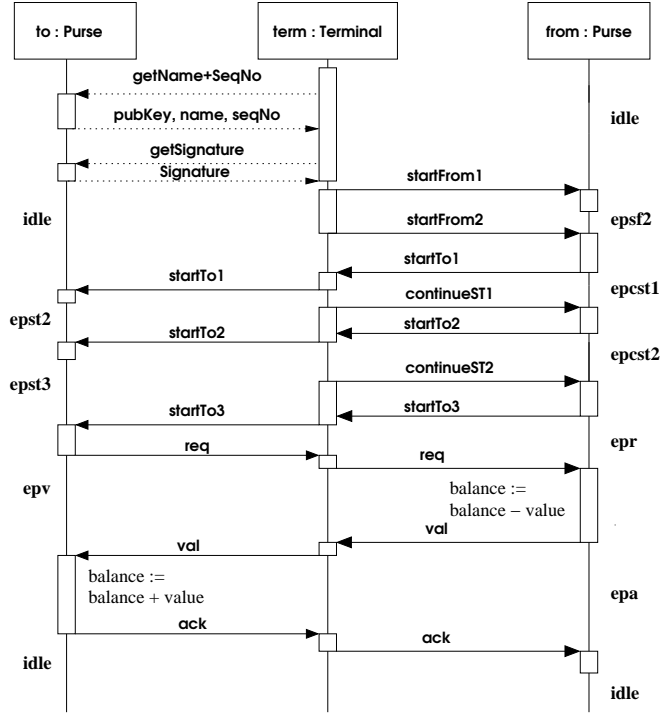 to : Purse
term : Terminal
from : Purse
getName+SeqNo
pubKey, name, seqNo
idle
getSignature
Signature
startFrom1
idle
startFrom2
epsf2
startTo1
startTo1
continueST1
epcst1
epst2
startTo2
startTo2
epcst2
continueST2
epst3
startTo3
startTo3
req
epr
req
epv
balance :=
balance − value
val
val
balance :=
balance + value
epa
ack
ack
idle
idle